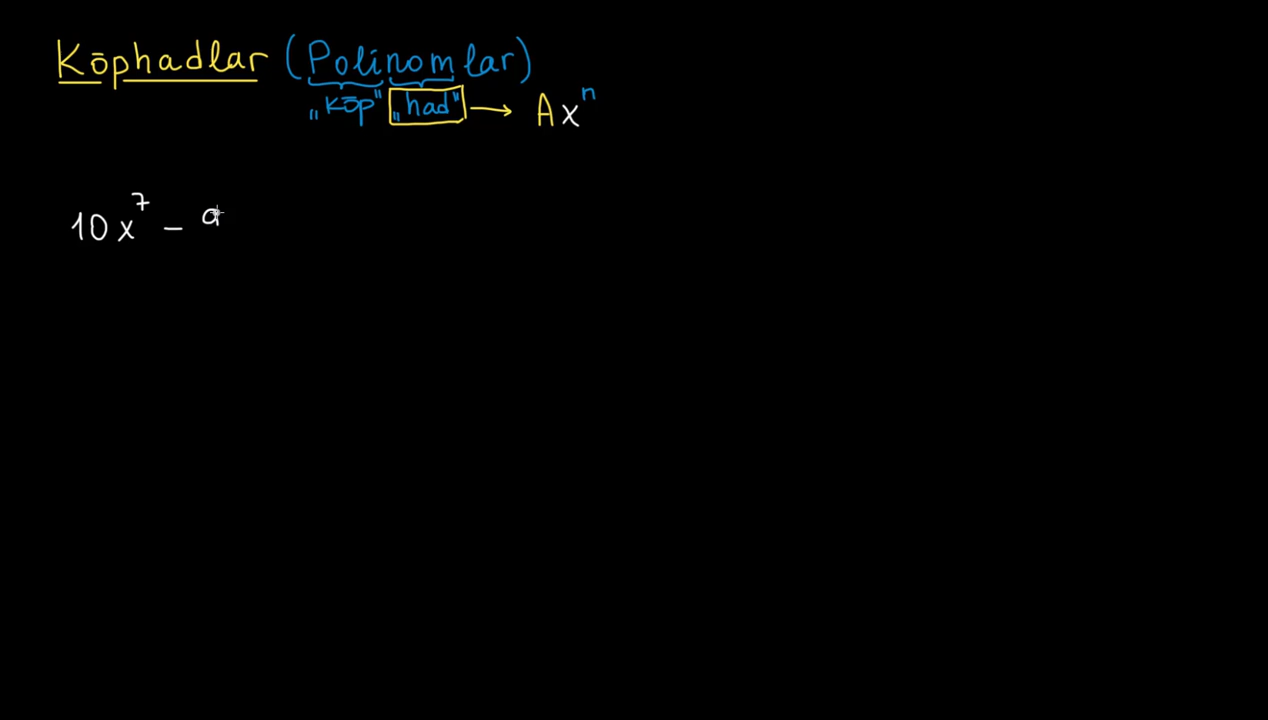 Kōphadlar (Polinomlar)
„Kōp" „had" → Axⁿ
10x⁷ –